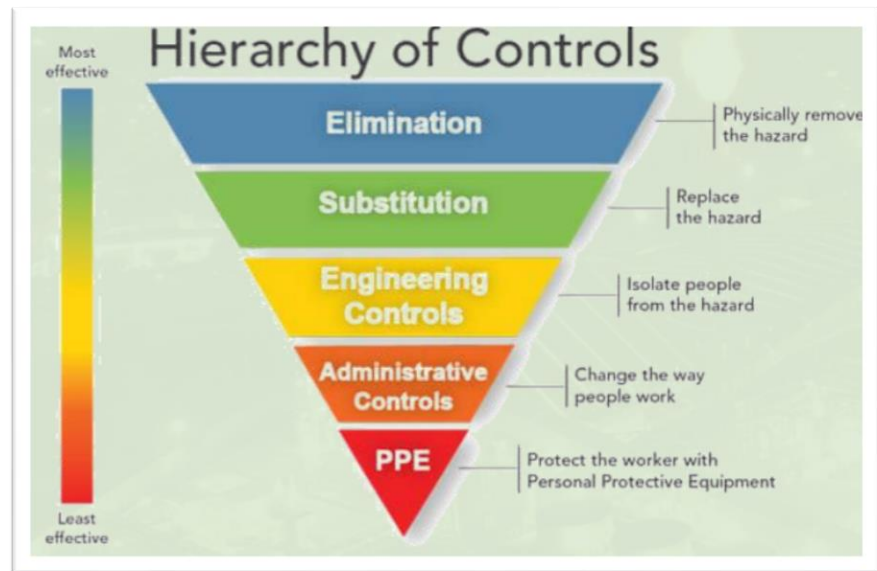 Hierarchy of Controls
Most
effective
Elimination
Physically remove
the hazard
Substitution
Replace
the hazard
Engineering
Controls
Isolate people
from the hazard
Administrative
Controls
Change the way
people work
PPE
Protect the worker with
Personal Protective Equipment
Least
effective